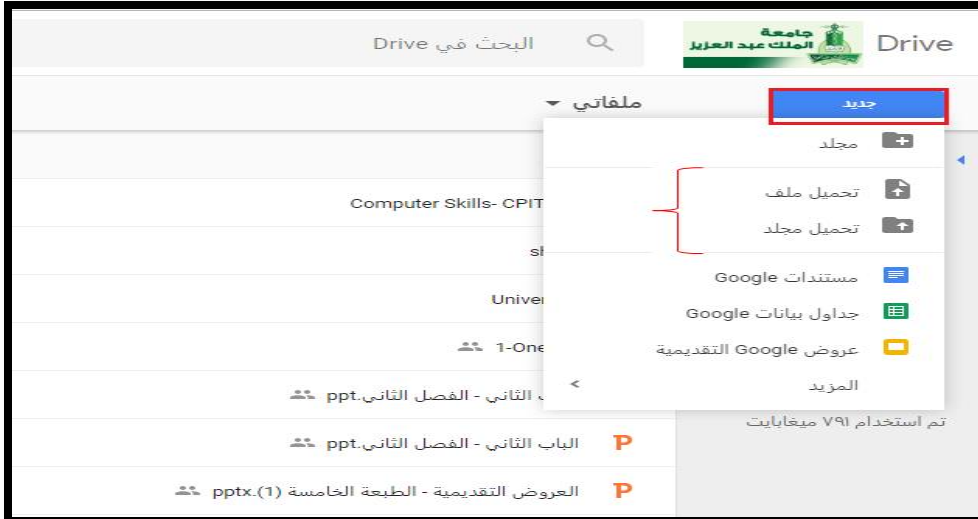 Drive
جامعة
الملك عبد العزيز
البحث في Drive
جديد
ملفاتي
مجلد
تحميل ملف
تحميل مجلد
مستندات Google
جداول بيانات Google
عروض Google التقديمية
المزيد
تم استخدام ٧٩١ ميغابايت
Computer Skills- CPIT
1-One
الثاني - الفصل الثاني.ppt
الباب الثاني - الفصل الثاني.ppt
العروض التقديمية - الطبعة الخامسة (1).pptx